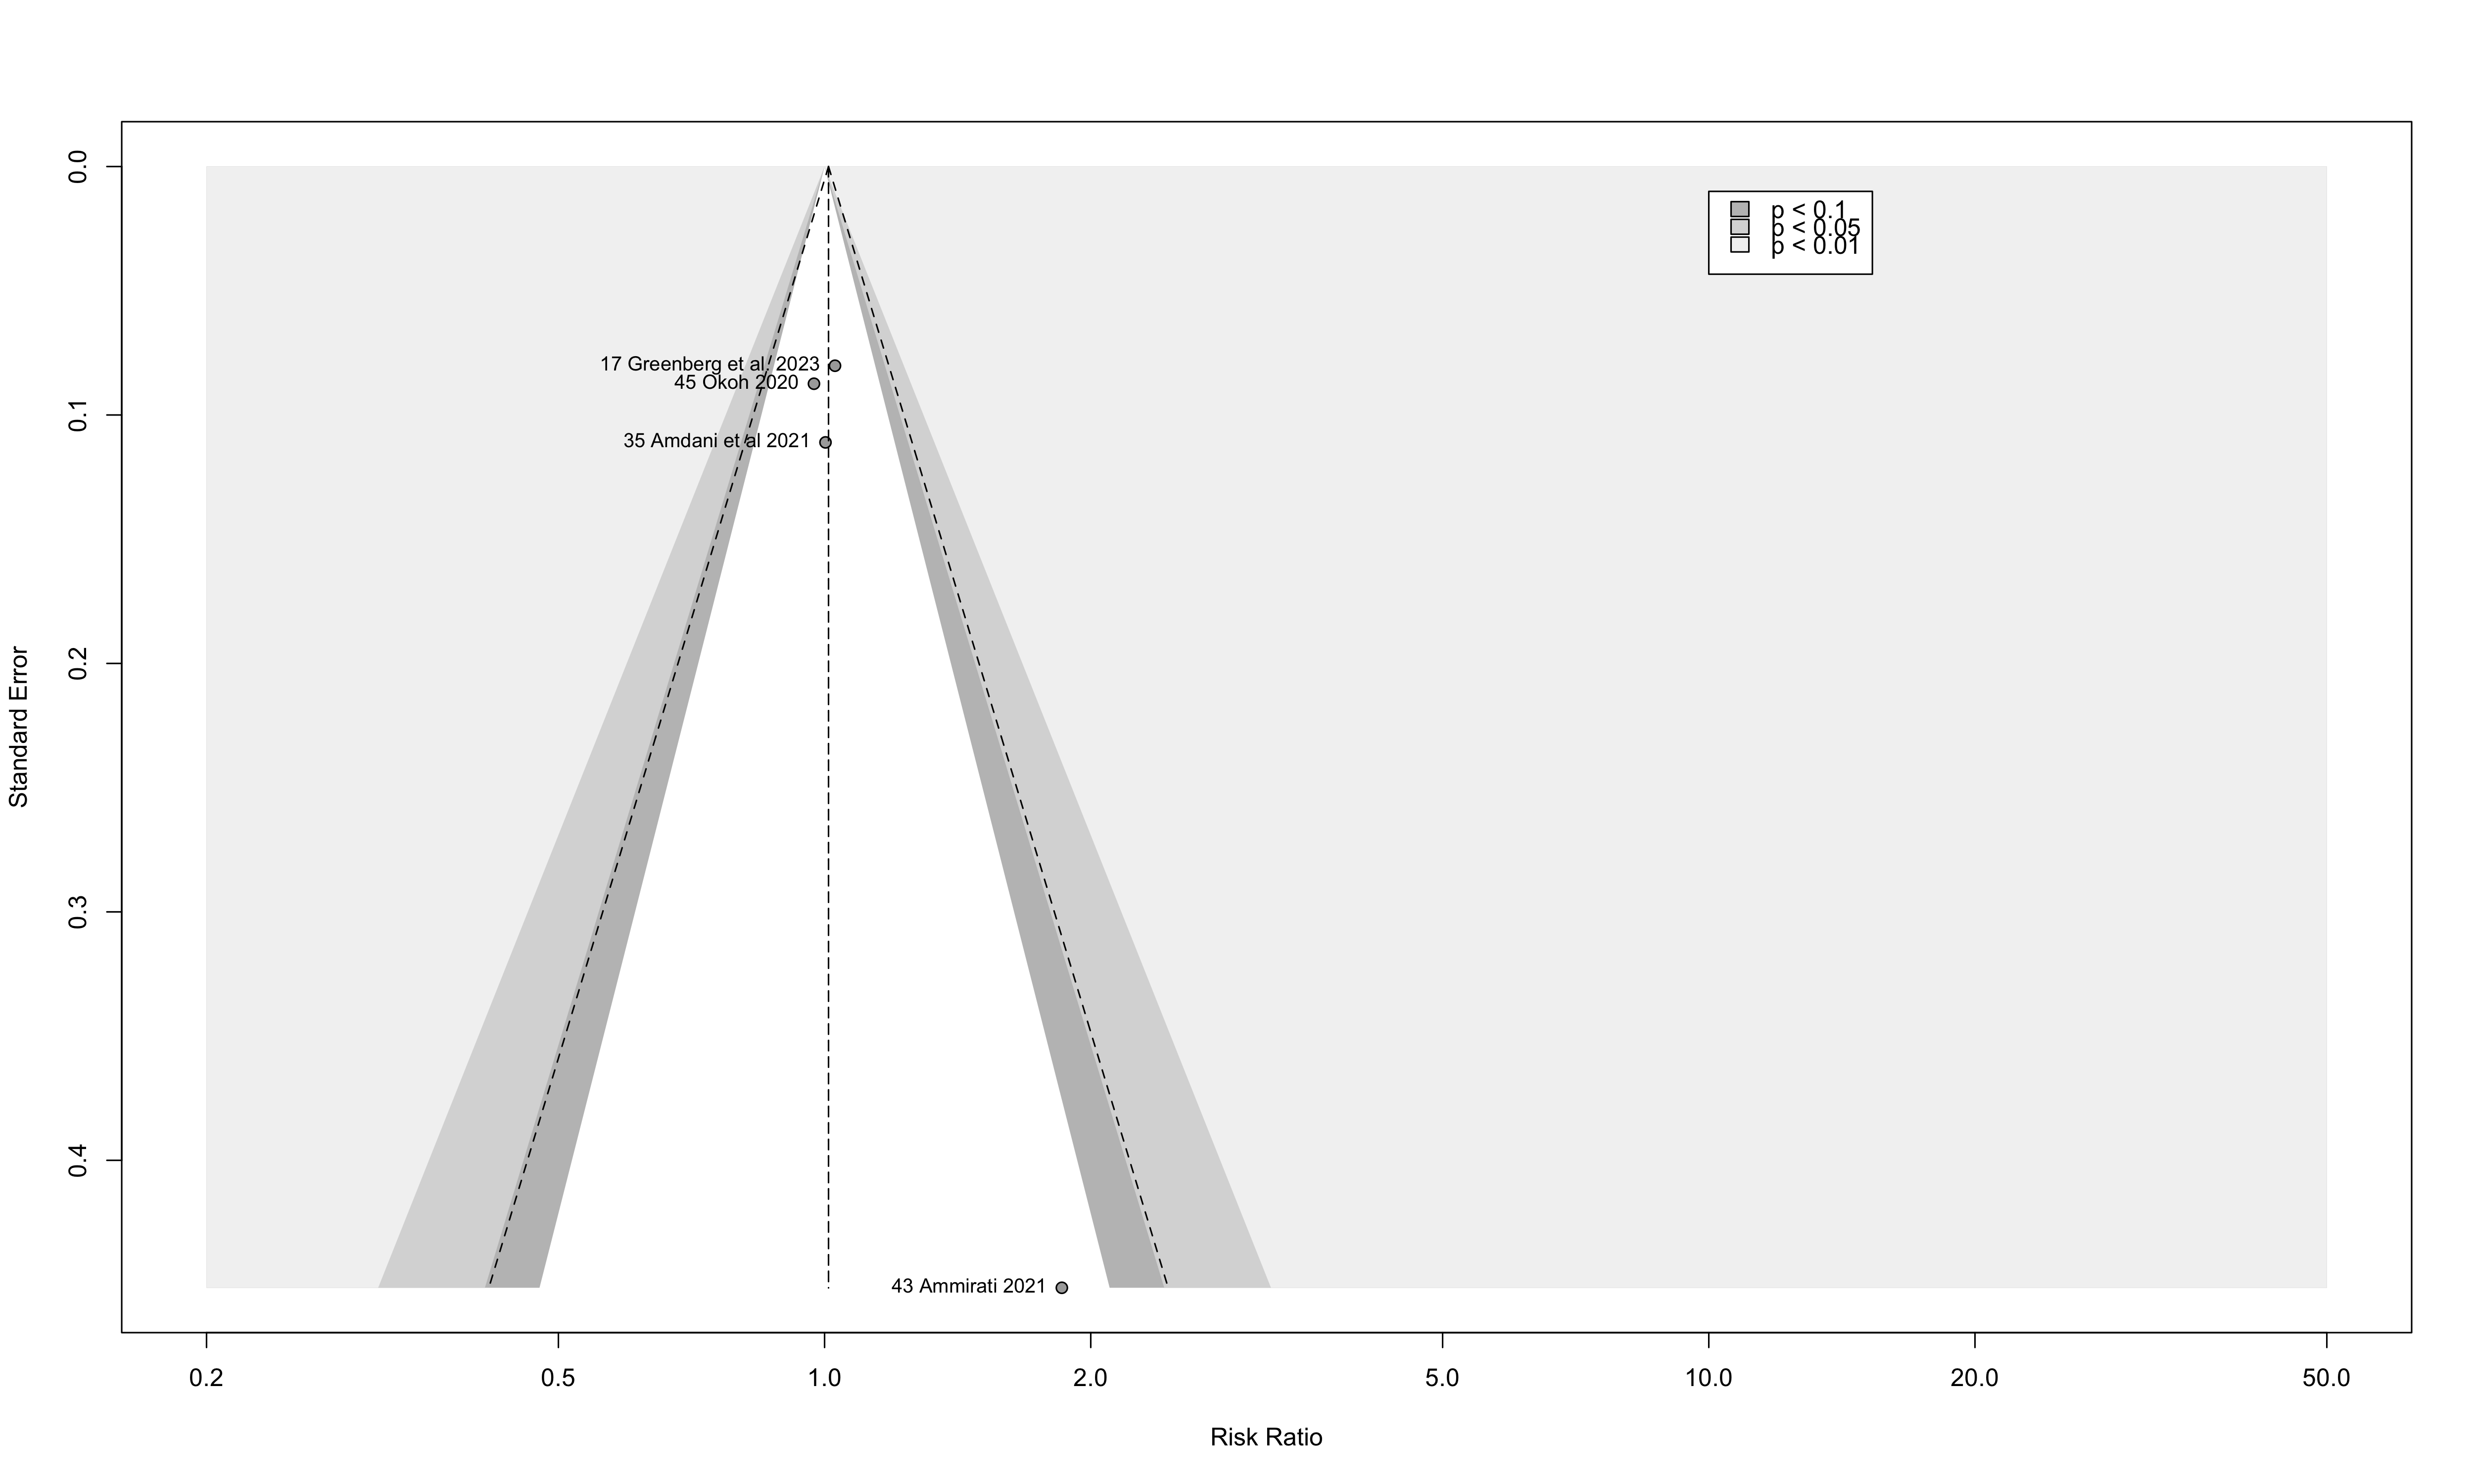 0.0
0.1
0.2
0.3
0.4
Standard Error
p < 0.1
p < 0.05
p < 0.01
17 Greenberg et al. 2023
45 Okoh 2020
35 Amdani et al 2021
43 Ammirati 2021
0.2 0.5 1.0 2.0 5.0 10.0 20.0 50.0
Risk Ratio